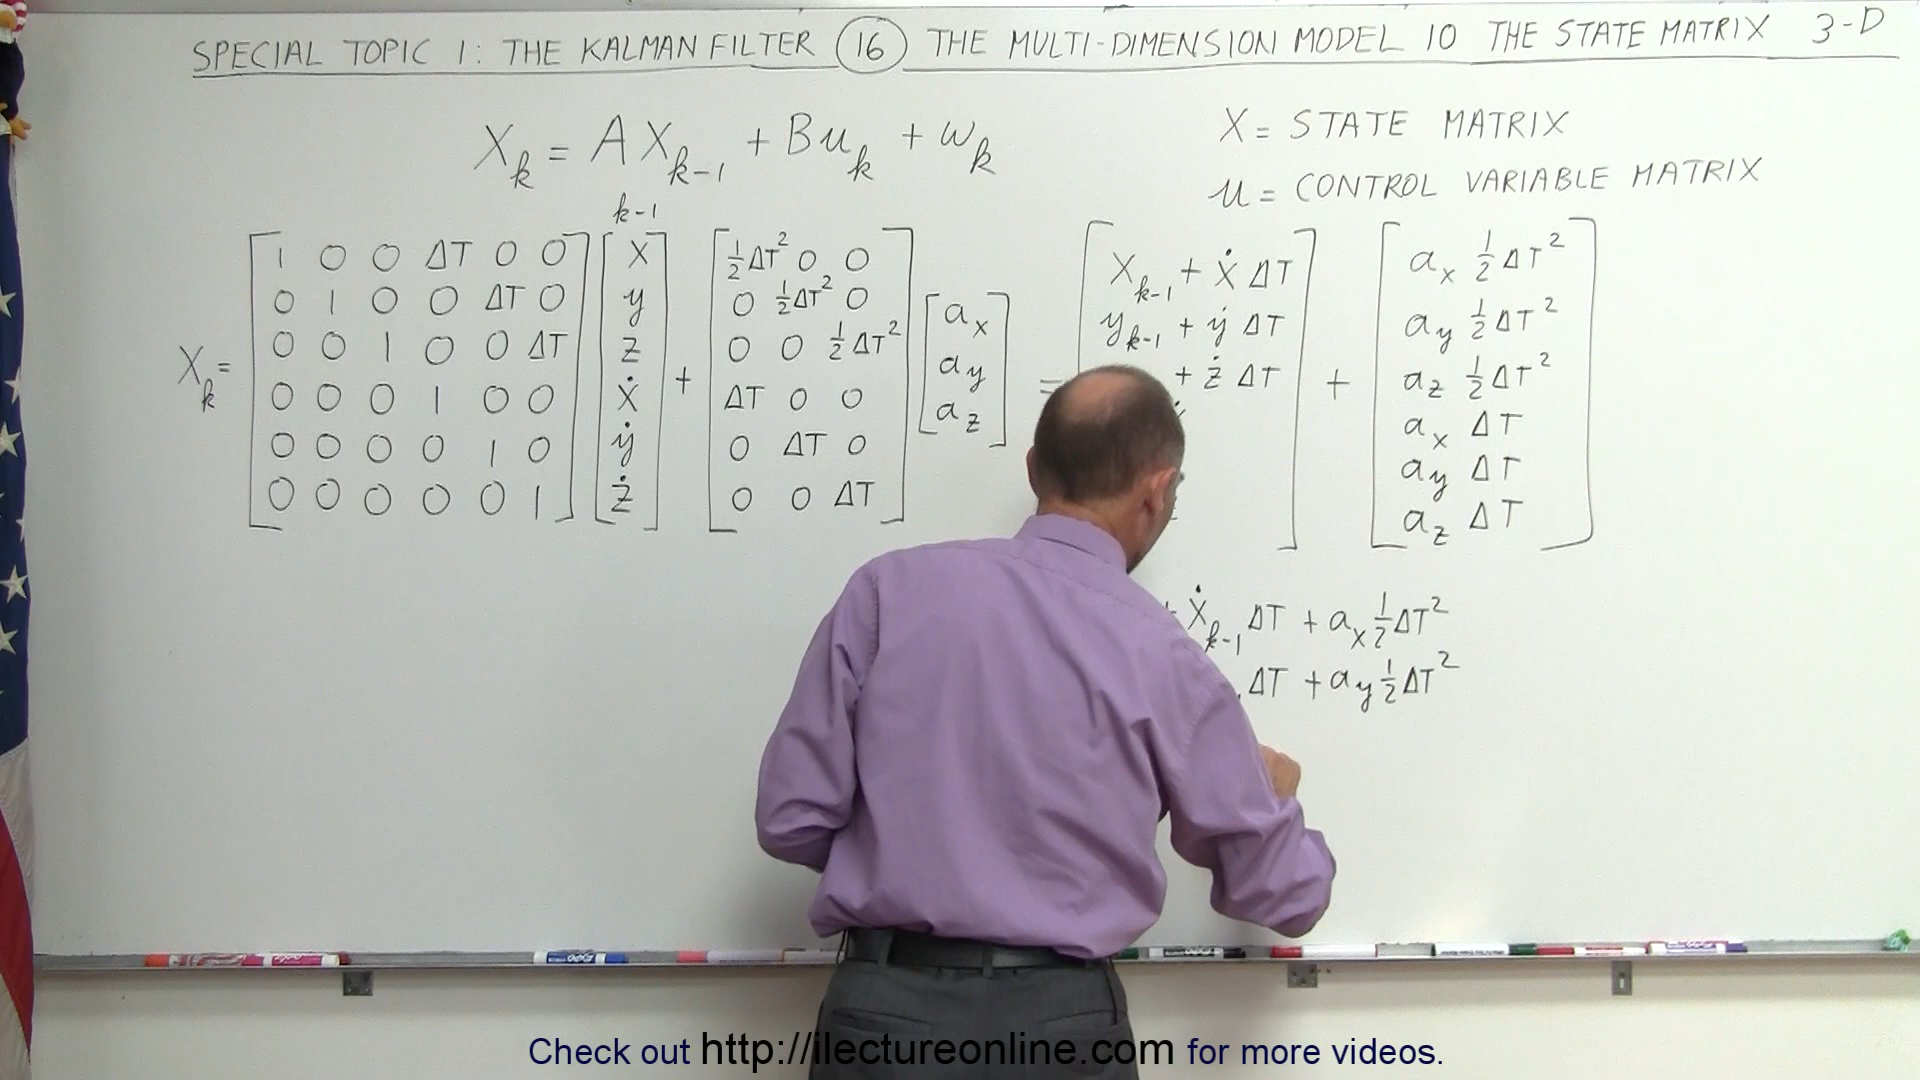 SPECIAL TOPIC 1: THE KALMAN FILTER 16 THE MULTI-DIMENSION MODEL 10 THE STATE MATRIX 3-D
X_k = A X_{k-1} + B u_k + w_k
X = STATE MATRIX
u = CONTROL VARIABLE MATRIX
k-1
X_k =
1 0 0 ΔT 0 0
0 1 0 0 ΔT 0
0 0 1 0 0 ΔT
0 0 0 1 0 0
0 0 0 0 1 0
0 0 0 0 0 1
x
y
z
ẋ
ẏ
ż
+
½ΔT² 0 0
0 ½ΔT² 0
0 0 ½ΔT²
ΔT 0 0
0 ΔT 0
0 0 ΔT
a_x
a_y
a_z
=
X_{k-1} + Ẋ ΔT
y_{k-1} + ẏ ΔT
+ ż ΔT
+
a_x ½ΔT²
a_y ½ΔT²
a_z ½ΔT²
a_x ΔT
a_y ΔT
a_z ΔT
Ẋ_{k-1} ΔT + a_x ½ΔT²
ΔT + a_y ½ΔT²
Check out http://ilectureonline.com for more videos.